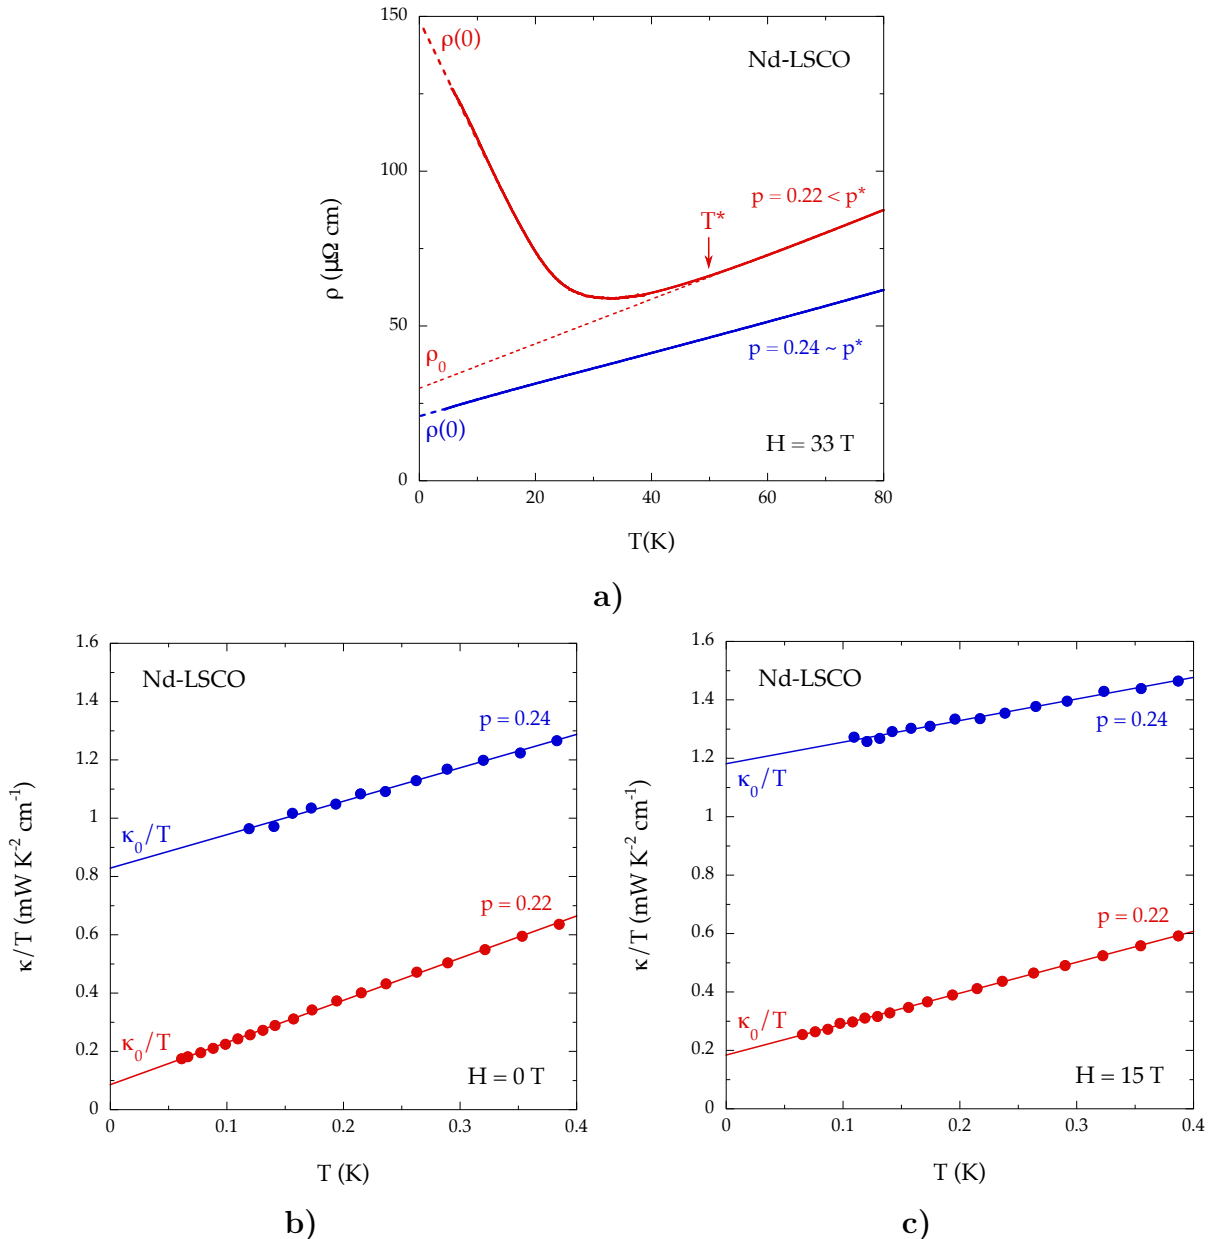 150
ρ(0)
Nd-LSCO
100
p = 0.22 < p*
T*
ρ (μΩ cm)
50
p = 0.24 ~ p*
ρ₀
ρ(0)
H = 33 T
0
0 20 40 60 80
T(K)
a)
1.6
Nd-LSCO
1.4
p = 0.24
1.2
1
κ₀/T
0.8
κ/T (mW K⁻² cm⁻¹)
p = 0.22
0.6
0.4
κ₀/T
0.2
H = 0 T
0
0 0.1 0.2 0.3 0.4
T (K)
b)
1.6
Nd-LSCO
1.4
p = 0.24
1.2
κ₀/T
1
0.8
κ/T (mW K⁻² cm⁻¹)
p = 0.22
0.6
0.4
κ₀/T
0.2
H = 15 T
0
0 0.1 0.2 0.3 0.4
T (K)
c)